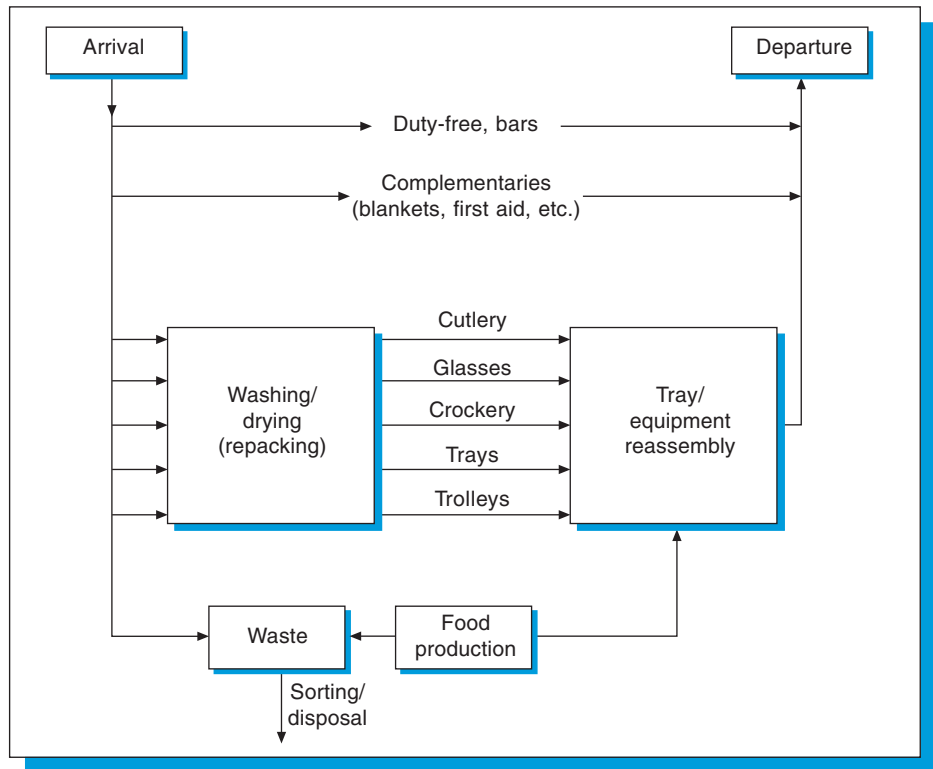 Arrival
Departure
Duty-free, bars
Complementaries
(blankets, first aid, etc.)
Cutlery
Glasses
Crockery
Trays
Trolleys
Washing/
drying
(repacking)
Tray/
equipment
reassembly
Waste
Food
production
Sorting/
disposal